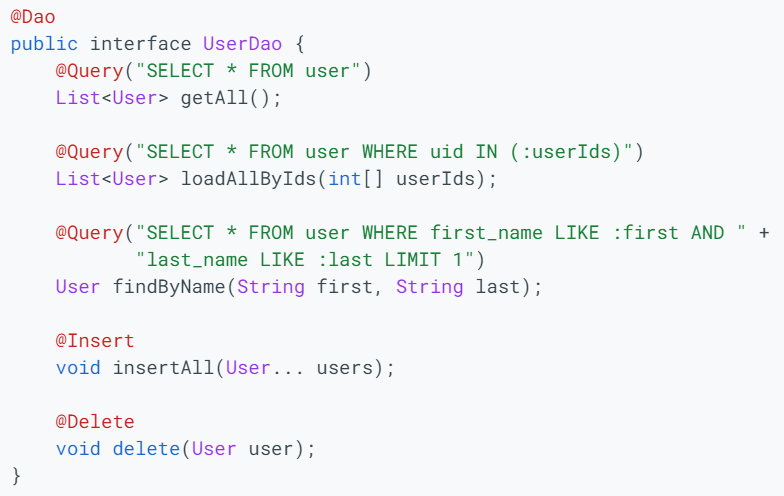 @Dao
public interface UserDao {
    @Query("SELECT * FROM user")
    List<User> getAll();

    @Query("SELECT * FROM user WHERE uid IN (:userIds)")
    List<User> loadAllByIds(int[] userIds);

    @Query("SELECT * FROM user WHERE first_name LIKE :first AND " +
           "last_name LIKE :last LIMIT 1")
    User findByName(String first, String last);

    @Insert
    void insertAll(User... users);

    @Delete
    void delete(User user);
}